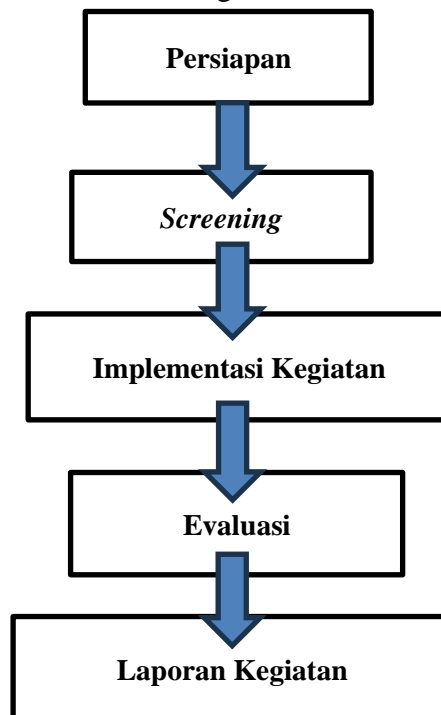 Persiapan
Screening
Implementasi Kegiatan
Evaluasi
Laporan Kegiatan